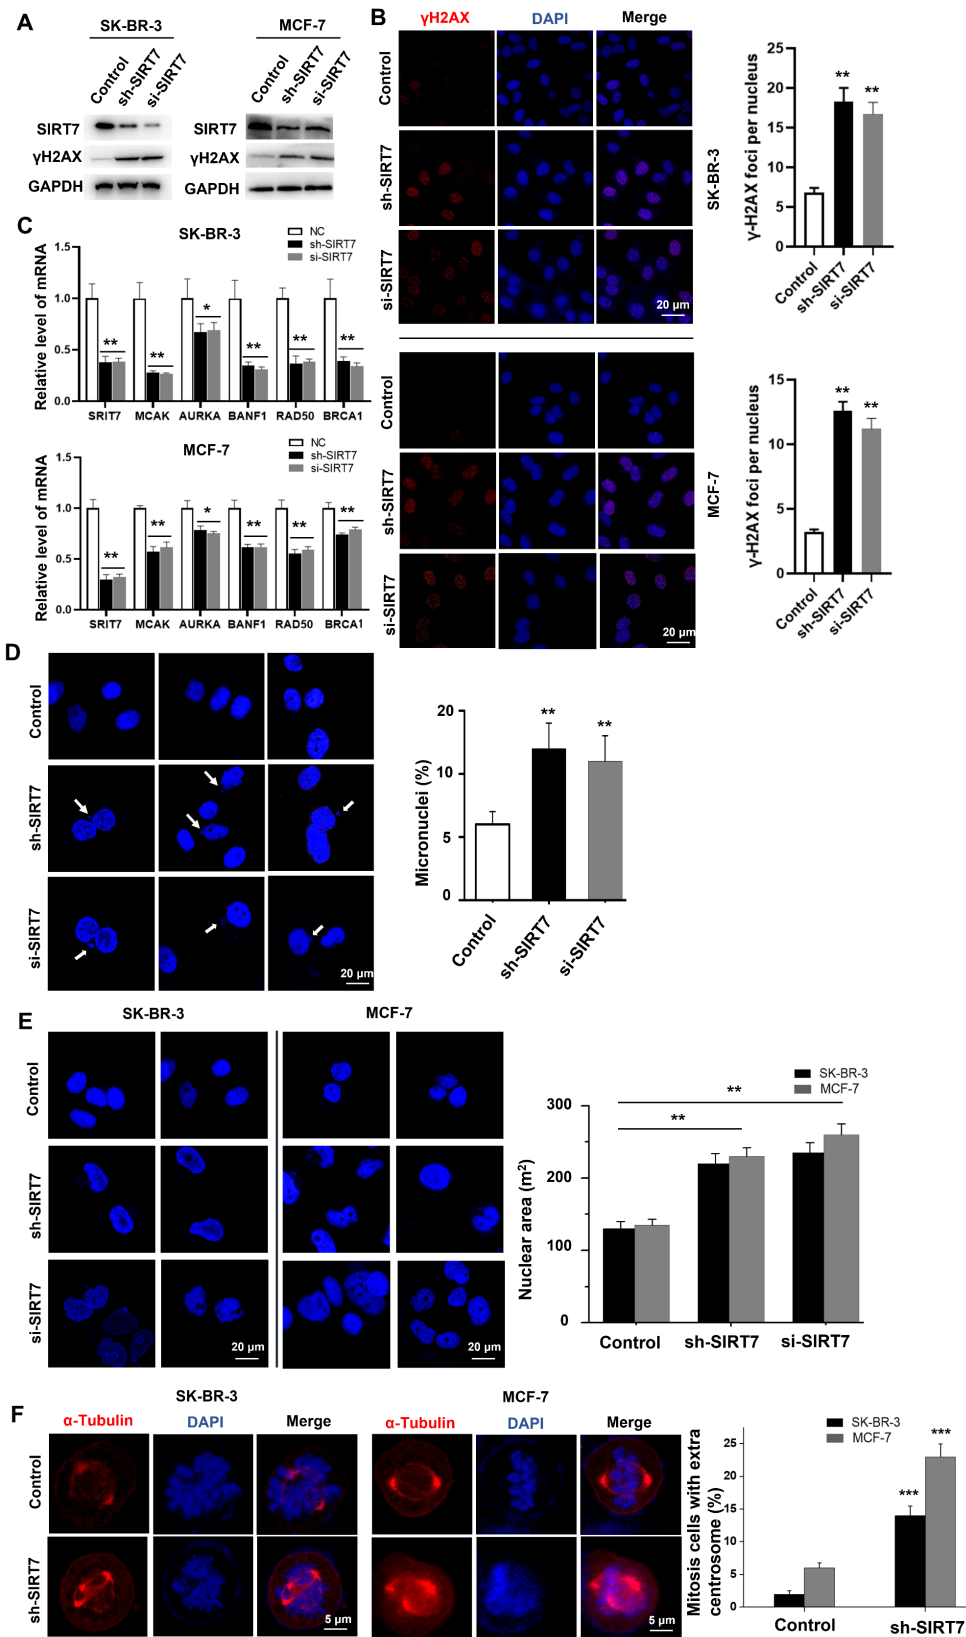 A
SK-BR-3
MCF-7
Control
sh-SIRT7
si-SIRT7
Control
sh-SIRT7
si-SIRT7
SIRT7
γH2AX
GAPDH
SIRT7
γH2AX
GAPDH
B
γH2AX
DAPI
Merge
Control
sh-SIRT7
si-SIRT7
20 μm
SK-BR-3
Control
sh-SIRT7
si-SIRT7
20 μm
MCF-7
γ-H2AX foci per nucleus
25
20
15
10
5
0
**
**
Control
sh-SIRT7
si-SIRT7
γ-H2AX foci per nucleus
15
10
5
0
**
**
Control
sh-SIRT7
si-SIRT7
C
SK-BR-3
NC
sh-SIRT7
si-SIRT7
Relative level of mRNA
1.5
1.0
0.5
0.0
**
**
*
**
**
**
SRIT7 MCAK AURKA BANF1 RAD50 BRCA1
MCF-7
NC
sh-SIRT7
si-SIRT7
Relative level of mRNA
1.5
1.0
0.5
0.0
**
**
*
**
**
**
SRIT7 MCAK AURKA BANF1 RAD50 BRCA1
D
Control
sh-SIRT7
si-SIRT7
20 μm
Micronuclei (%)
20
10
5
0
**
**
Control
sh-SIRT7
si-SIRT7
E
SK-BR-3
MCF-7
Control
sh-SIRT7
si-SIRT7
20 μm
20 μm
SK-BR-3
MCF-7
Nuclear area (m²)
300
200
100
0
**
**
Control
sh-SIRT7
si-SIRT7
F
SK-BR-3
MCF-7
α-Tubulin
DAPI
Merge
α-Tubulin
DAPI
Merge
Control
sh-SIRT7
5 μm
5 μm
SK-BR-3
MCF-7
Mitosis cells with extra
centrosome (%)
25
20
15
10
5
0
***
***
Control
sh-SIRT7